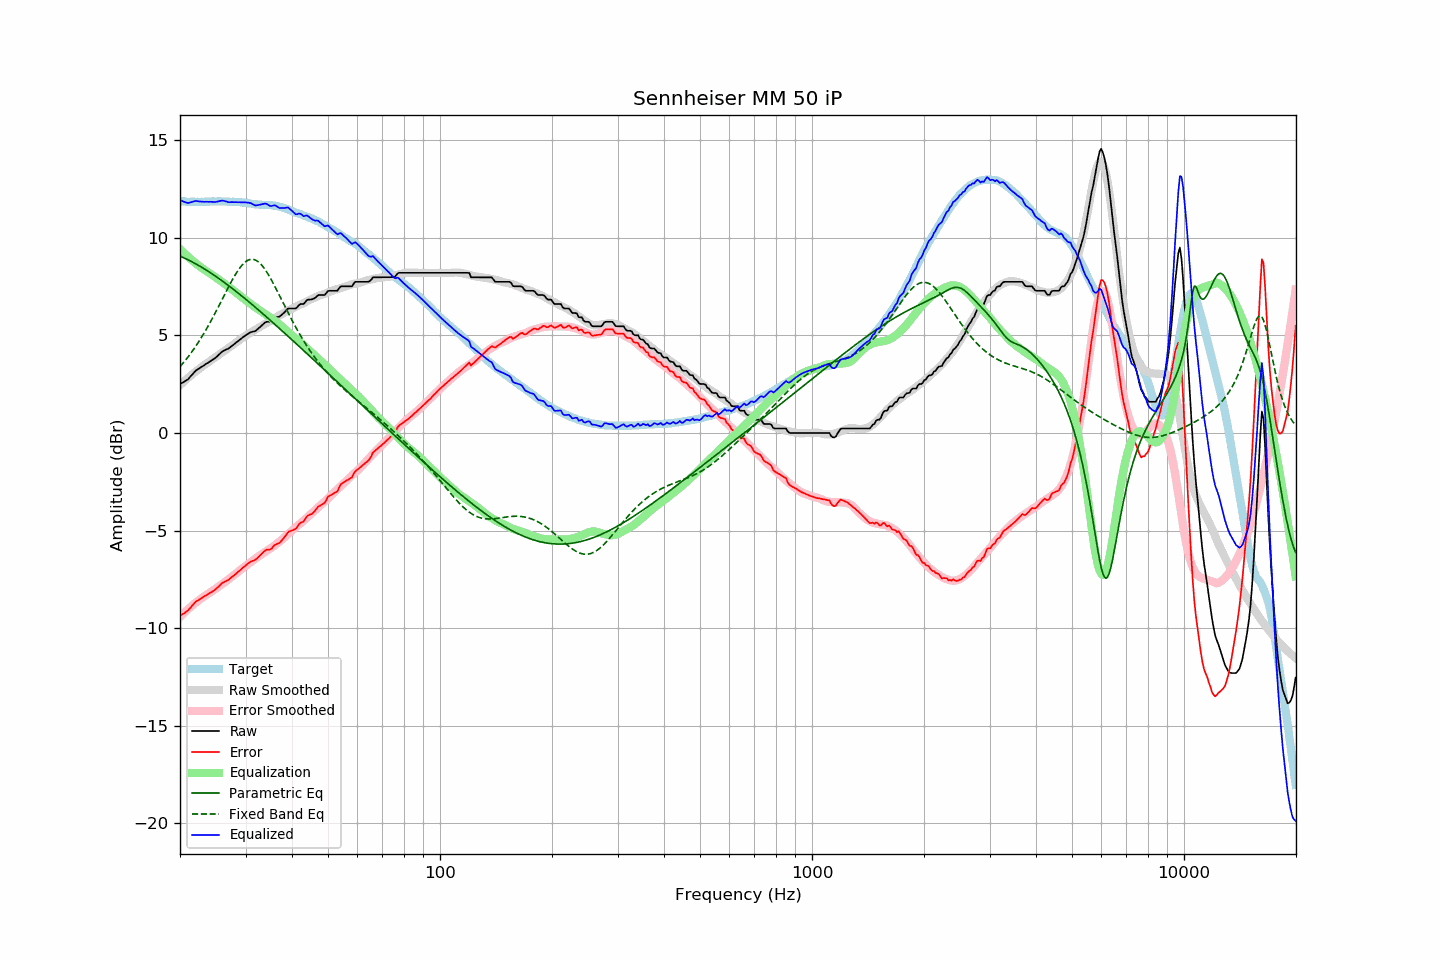 Sennheiser MM 50 iP
Amplitude (dBr)
15
10
5
0
−5
−10
−15
−20
Target
Raw Smoothed
Error Smoothed
Raw
Error
Equalization
Parametric Eq
Fixed Band Eq
Equalized
100
1000
10000
Frequency (Hz)